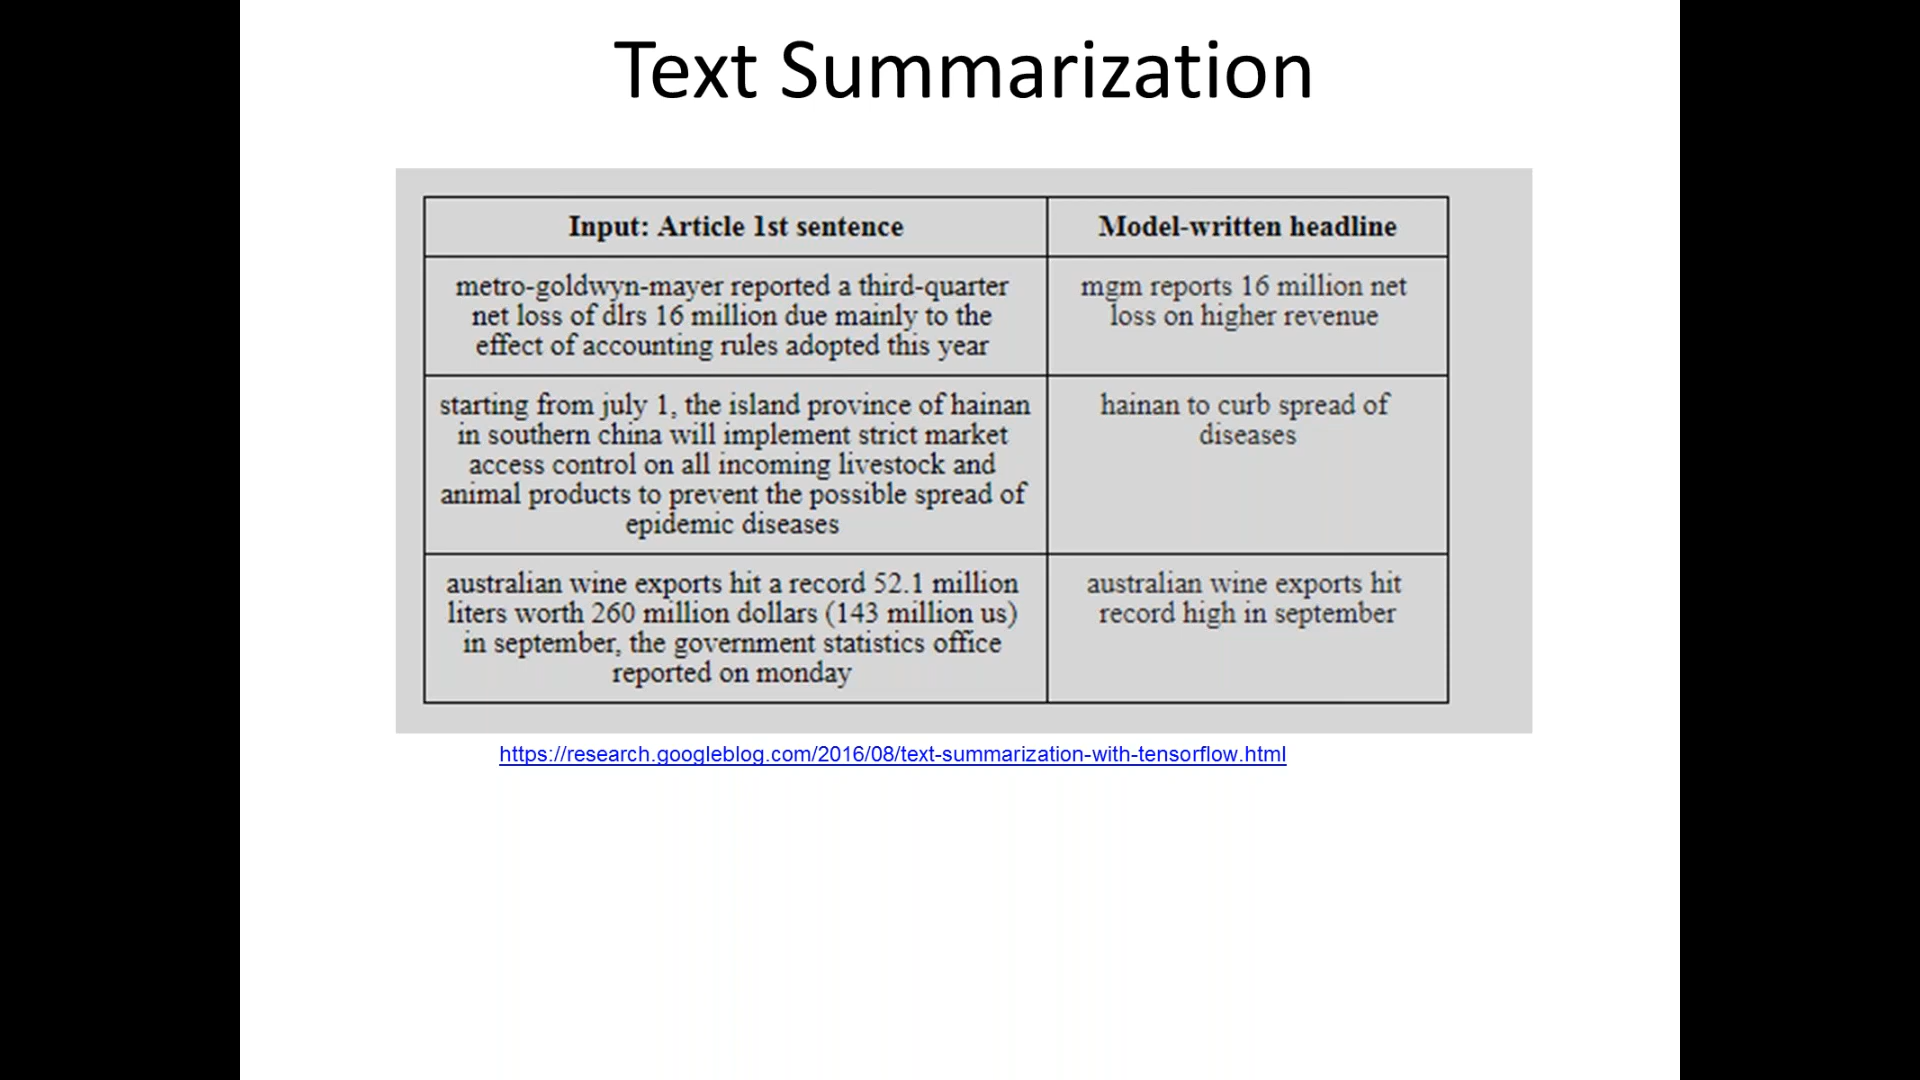 Text Summarization
Input: Article 1st sentence
Model-written headline
metro-goldwyn-mayer reported a third-quarter
net loss of dlrs 16 million due mainly to the
effect of accounting rules adopted this year
mgm reports 16 million net
loss on higher revenue
starting from july 1, the island province of hainan
in southern china will implement strict market
access control on all incoming livestock and
animal products to prevent the possible spread of
epidemic diseases
hainan to curb spread of
diseases
australian wine exports hit a record 52.1 million
liters worth 260 million dollars (143 million us)
in september, the government statistics office
reported on monday
australian wine exports hit
record high in september
https://research.googleblog.com/2016/08/text-summarization-with-tensorflow.html